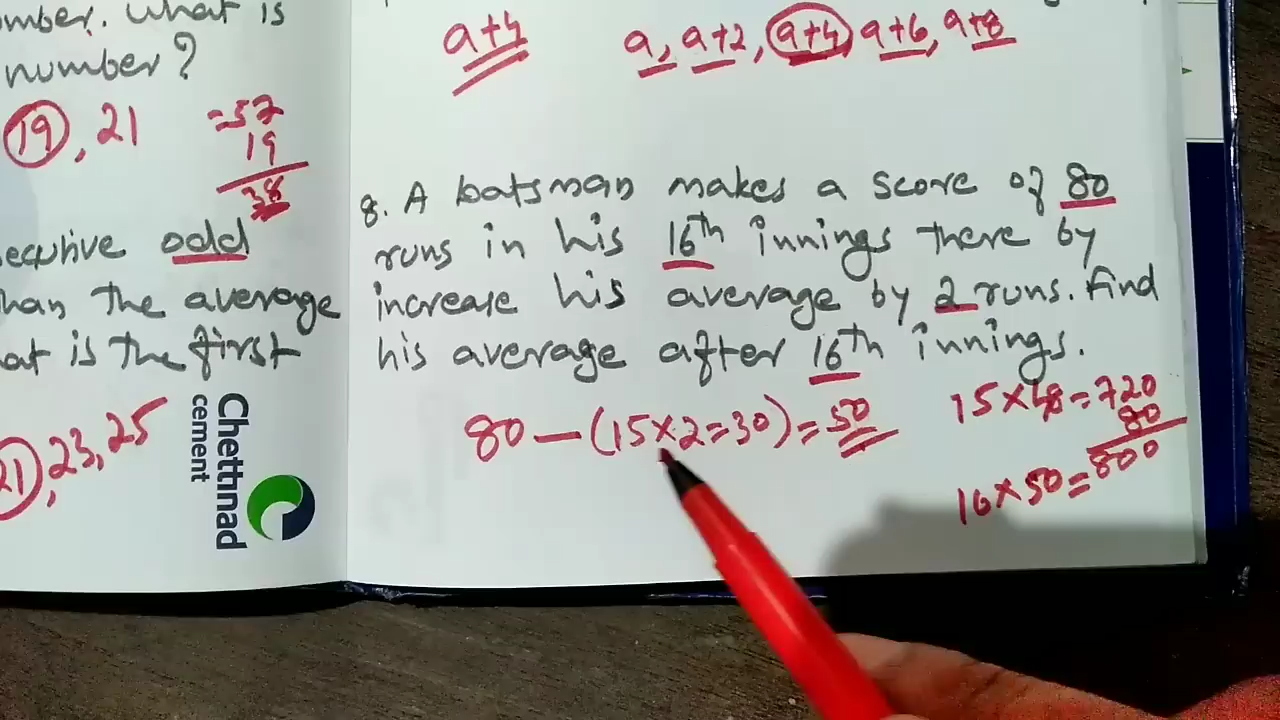 umber. What is
number?
19, 21
=57
19
38
ecutive odd
than the average
at is the first
21, 23, 25
Chettinad
cement
a+4
a, a+2, a+4, a+6, a+8
8. A batsman makes a score of 80
runs in his 16th innings there by
increase his average by 2 runs. Find
his average after 16th innings.
80 — (15×2=30) = 50
15×48=720
80
16×50=800